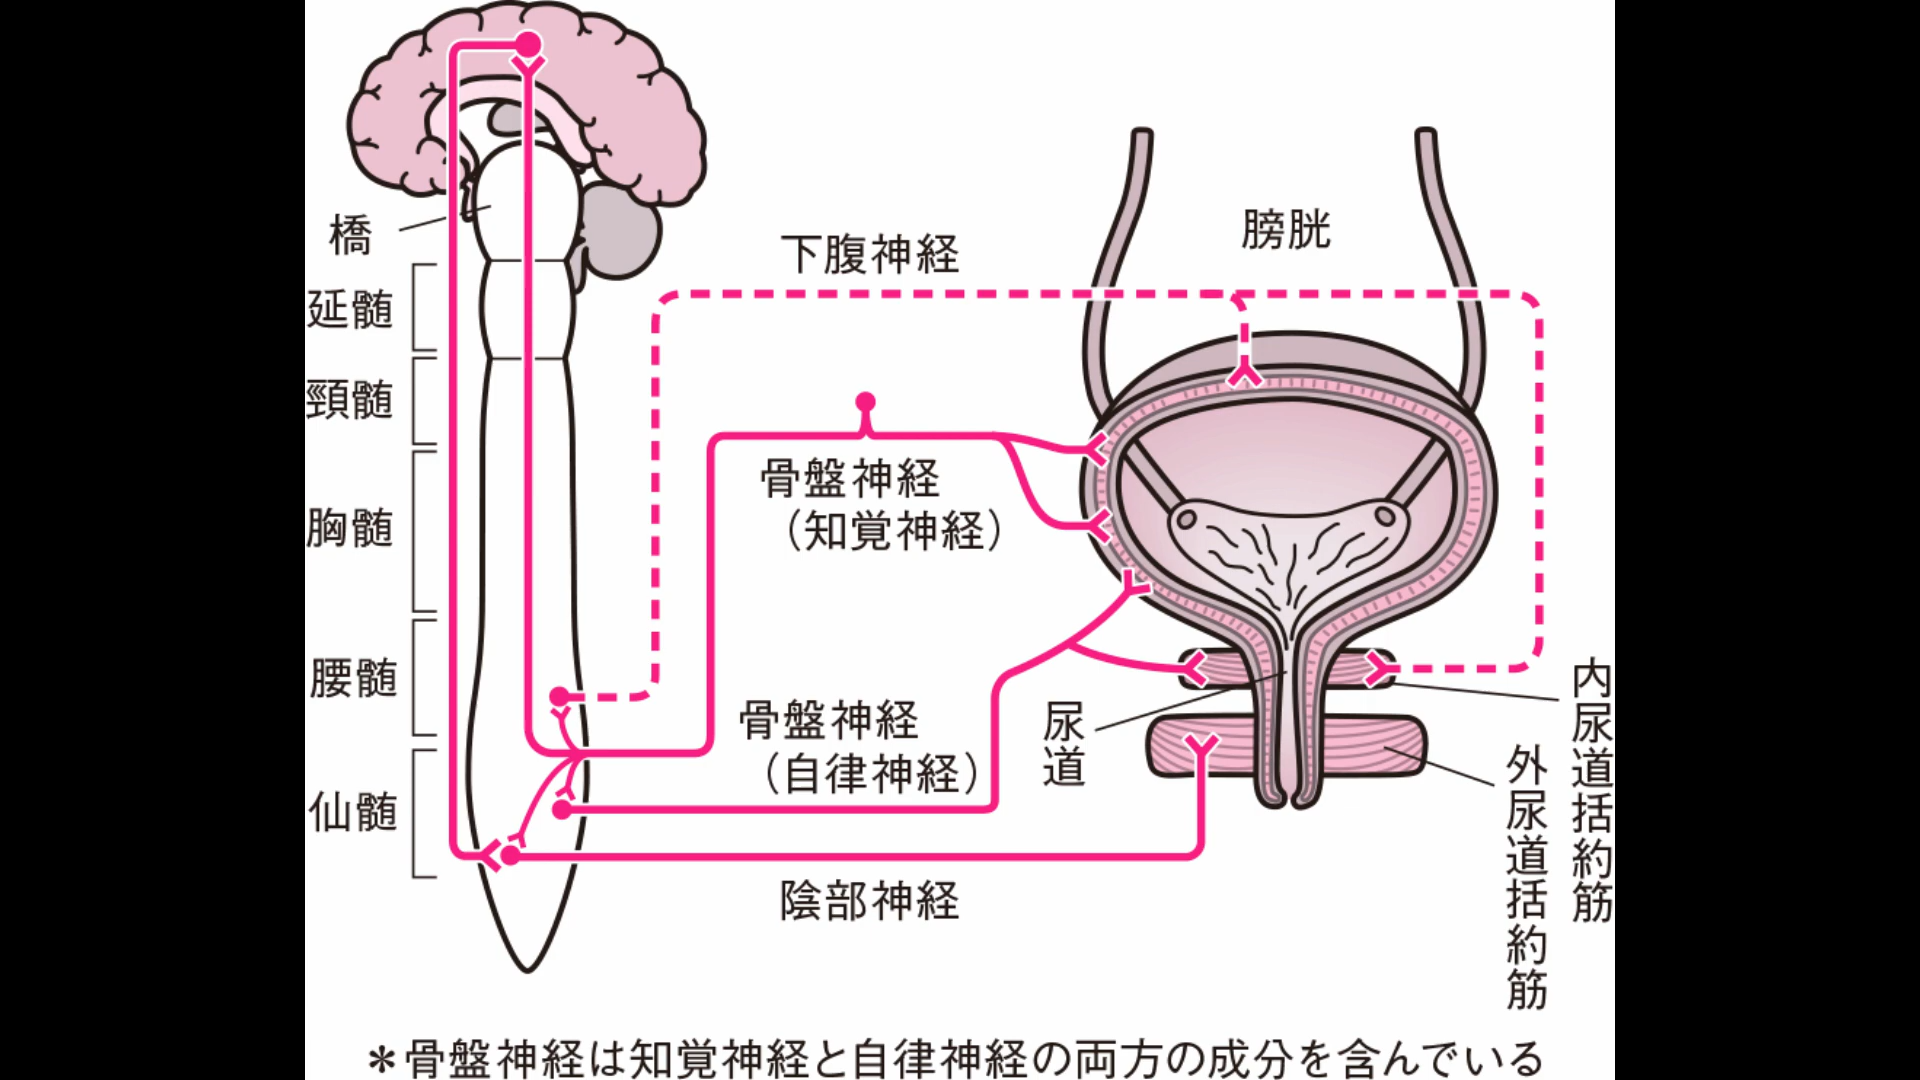 橋
延髄
頸髄
胸髄
腰髄
仙髄
下腹神経
膀胱
骨盤神経
（知覚神経）
骨盤神経
（自律神経）
陰部神経
尿道
内尿道括約筋
外尿道括約筋
＊骨盤神経は知覚神経と自律神経の両方の成分を含んでいる